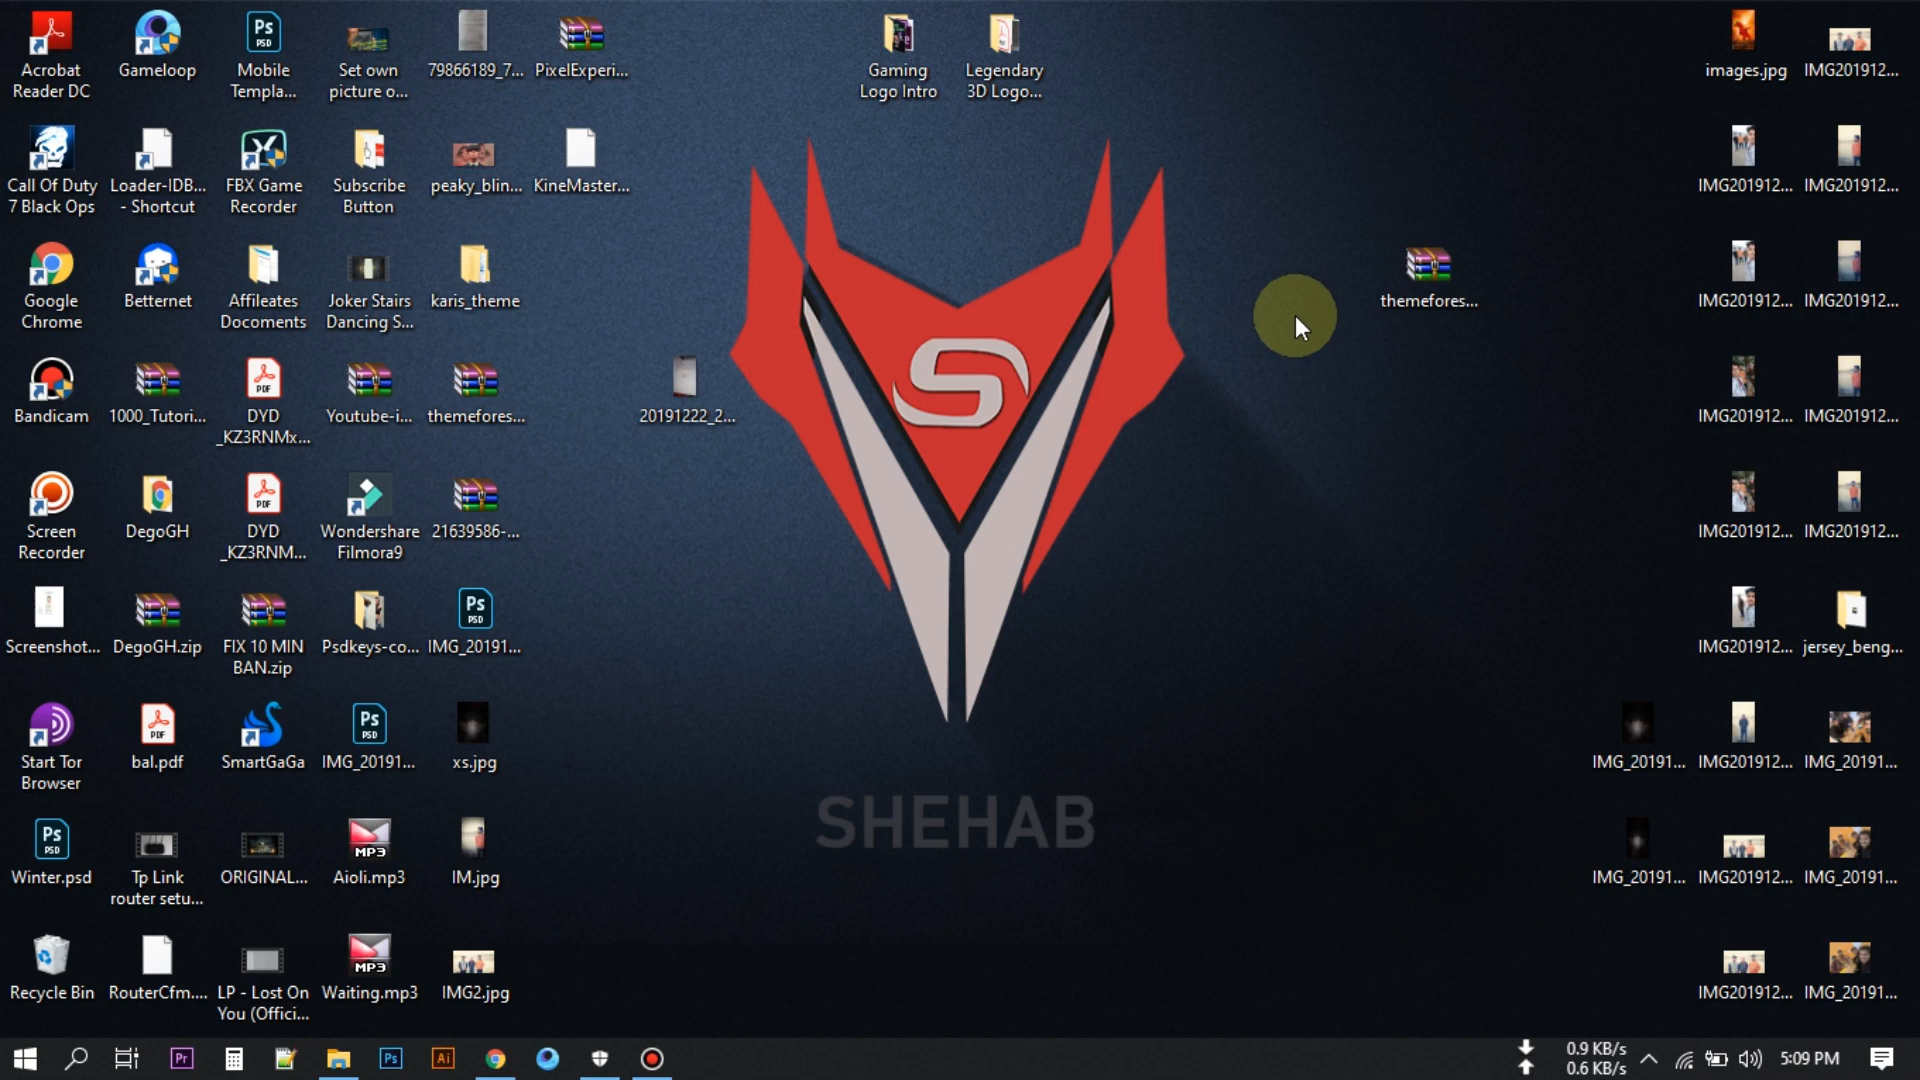 Acrobat
Reader DC
Gameloop
Mobile
Templa...
Set own
picture o...
79866189_7...
PixelExperi...
Gaming
Logo Intro
Legendary
3D Logo...
images.jpg
IMG201912...
Call Of Duty
7 Black Ops
Loader-IDB...
- Shortcut
FBX Game
Recorder
Subscribe
Button
peaky_blin...
KineMaster...
IMG201912...
IMG201912...
Google
Chrome
Betternet
Affileates
Docoments
Joker Stairs
Dancing S...
karis_theme
themefores...
IMG201912...
IMG201912...
Bandicam
1000_Tutori...
DYD
_KZ3RNMx...
Youtube-i...
themefores...
20191222_2...
IMG201912...
IMG201912...
Screen
Recorder
DegoGH
DYD
_KZ3RNM...
Wondershare
Filmora9
21639586-...
IMG201912...
IMG201912...
Screenshot...
DegoGH.zip
FIX 10 MIN
BAN.zip
Psdkeys-co...
IMG_20191...
IMG201912...
jersey_beng...
Start Tor
Browser
bal.pdf
SmartGaGa
IMG_20191...
xs.jpg
IMG_20191...
IMG201912...
IMG_20191...
SHEHAB
Winter.psd
Tp Link
router setu...
ORIGINAL...
Aioli.mp3
IM.jpg
IMG_20191...
IMG201912...
IMG_20191...
Recycle Bin
RouterCfm....
LP - Lost On
You (Offici...
Waiting.mp3
IMG2.jpg
IMG201912...
IMG_20191...
0.9 KB/s
0.6 KB/s
5:09 PM